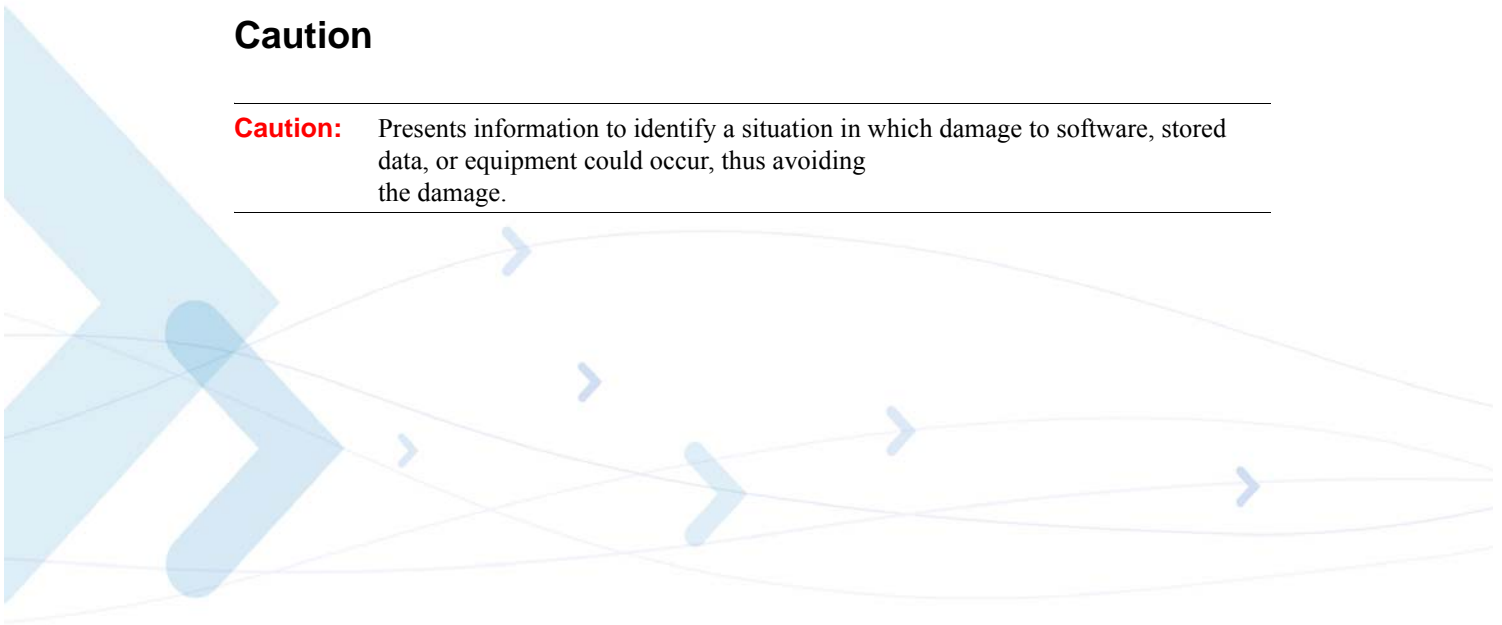 Caution
Caution: Presents information to identify a situation in which damage to software, stored
data, or equipment could occur, thus avoiding
the damage.